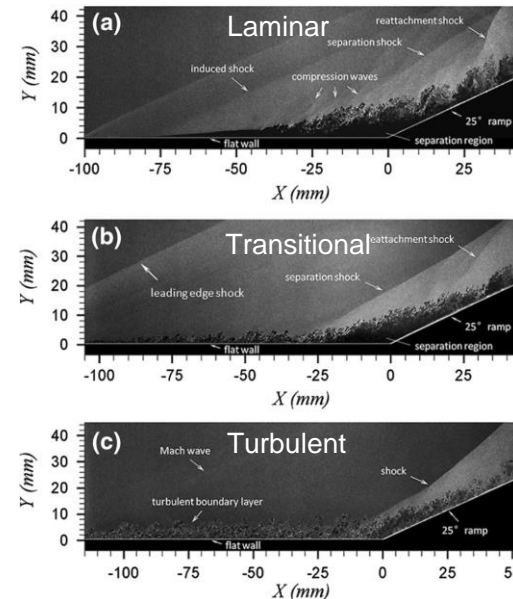 (a)
Laminar
reattachment shock
separation shock
induced shock
compression waves
25° ramp
flat wall
separation region
Y (mm)
40
30
20
10
0
-100 -75 -50 -25 0 25
X (mm)
(b)
Transitional
reattachment shock
separation shock
leading edge shock
25° ramp
flat wall
separation region
Y (mm)
40
30
20
10
0
-100 -75 -50 -25 0 25
X (mm)
(c)
Turbulent
Mach wave
shock
turbulent boundary layer
25° ramp
flat wall
Y (mm)
40
30
20
10
0
-100 -75 -50 -25 0 25
X (mm)